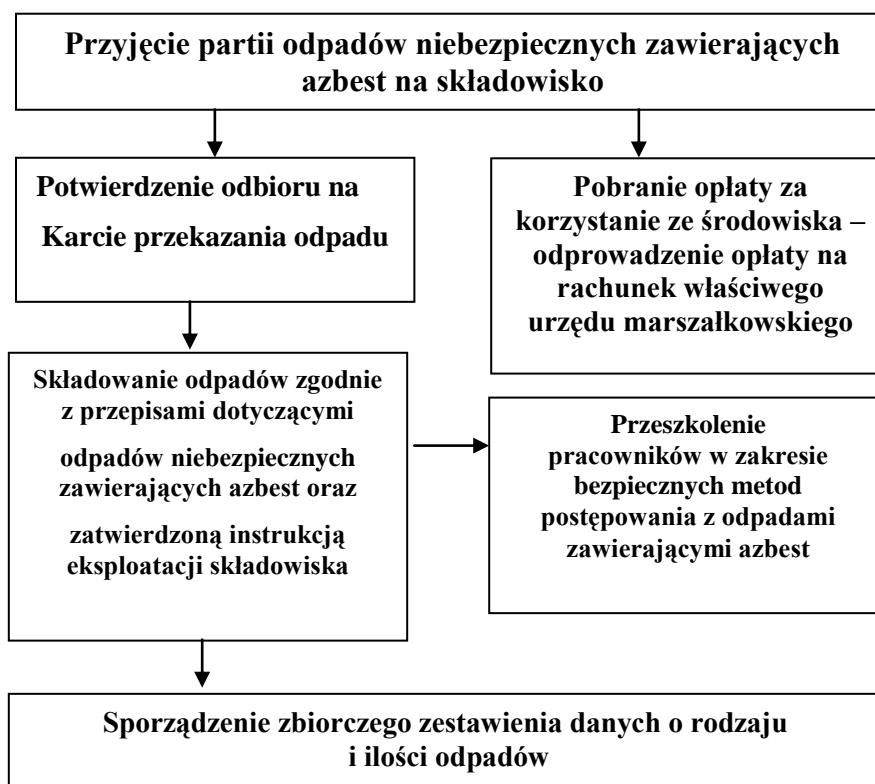 Przyjęcie partii odpadów niebezpiecznych zawierających
azbest na składowisko
Potwierdzenie odbioru na
Karcie przekazania odpadu
Pobranie opłaty za
korzystanie ze środowiska –
odprowadzenie opłaty na
rachunek właściwego
urzędu marszałkowskiego
Składowanie odpadów zgodnie
z przepisami dotyczącymi
odpadów niebezpiecznych
zawierających azbest oraz
zatwierdzoną instrukcją
eksploatacji składowiska
Przeszkolenie
pracowników w zakresie
bezpiecznych metod
postępowania z odpadami
zawierającymi azbest
Sporządzenie zbiorczego zestawienia danych o rodzaju
i ilości odpadów